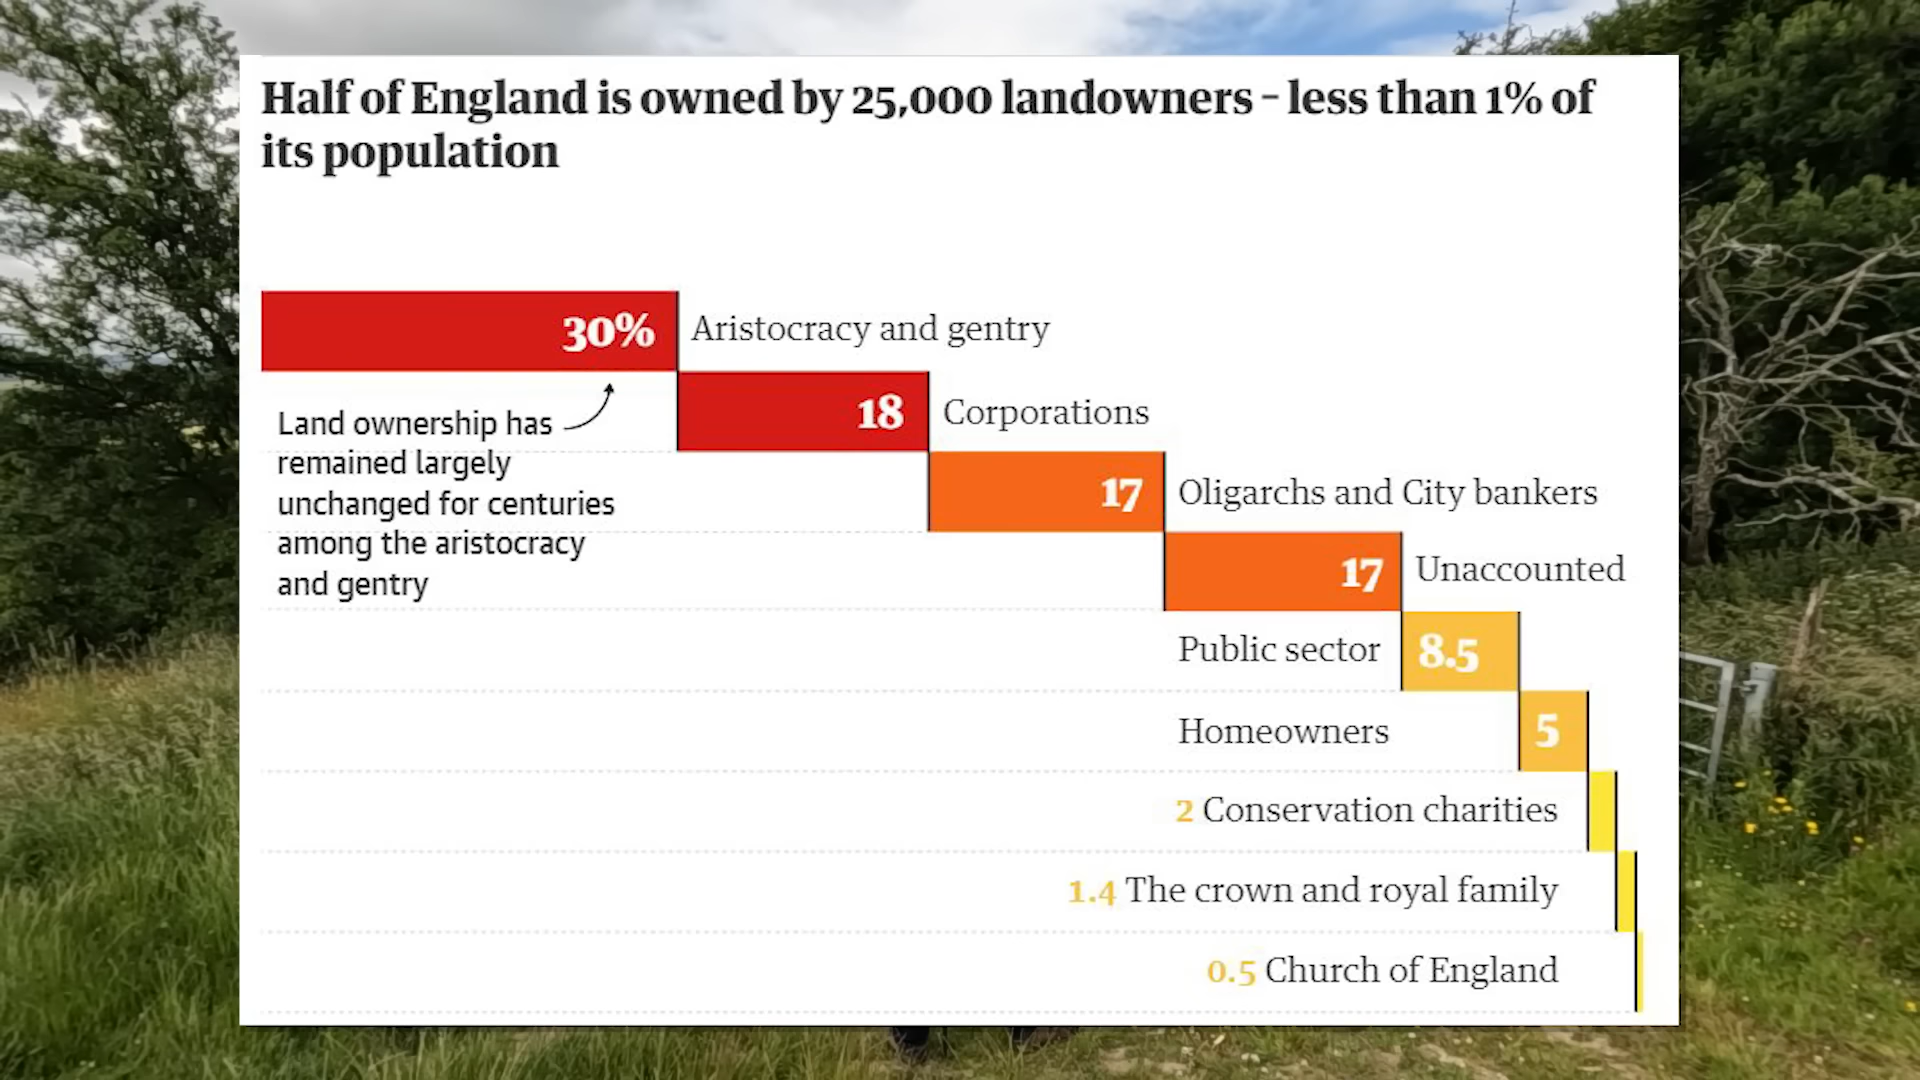 Half of England is owned by 25,000 landowners – less than 1% of
its population
30% Aristocracy and gentry
Land ownership has
remained largely
unchanged for centuries
among the aristocracy
and gentry
18 Corporations
17 Oligarchs and City bankers
17 Unaccounted
Public sector 8.5
Homeowners 5
2 Conservation charities
1.4 The crown and royal family
0.5 Church of England